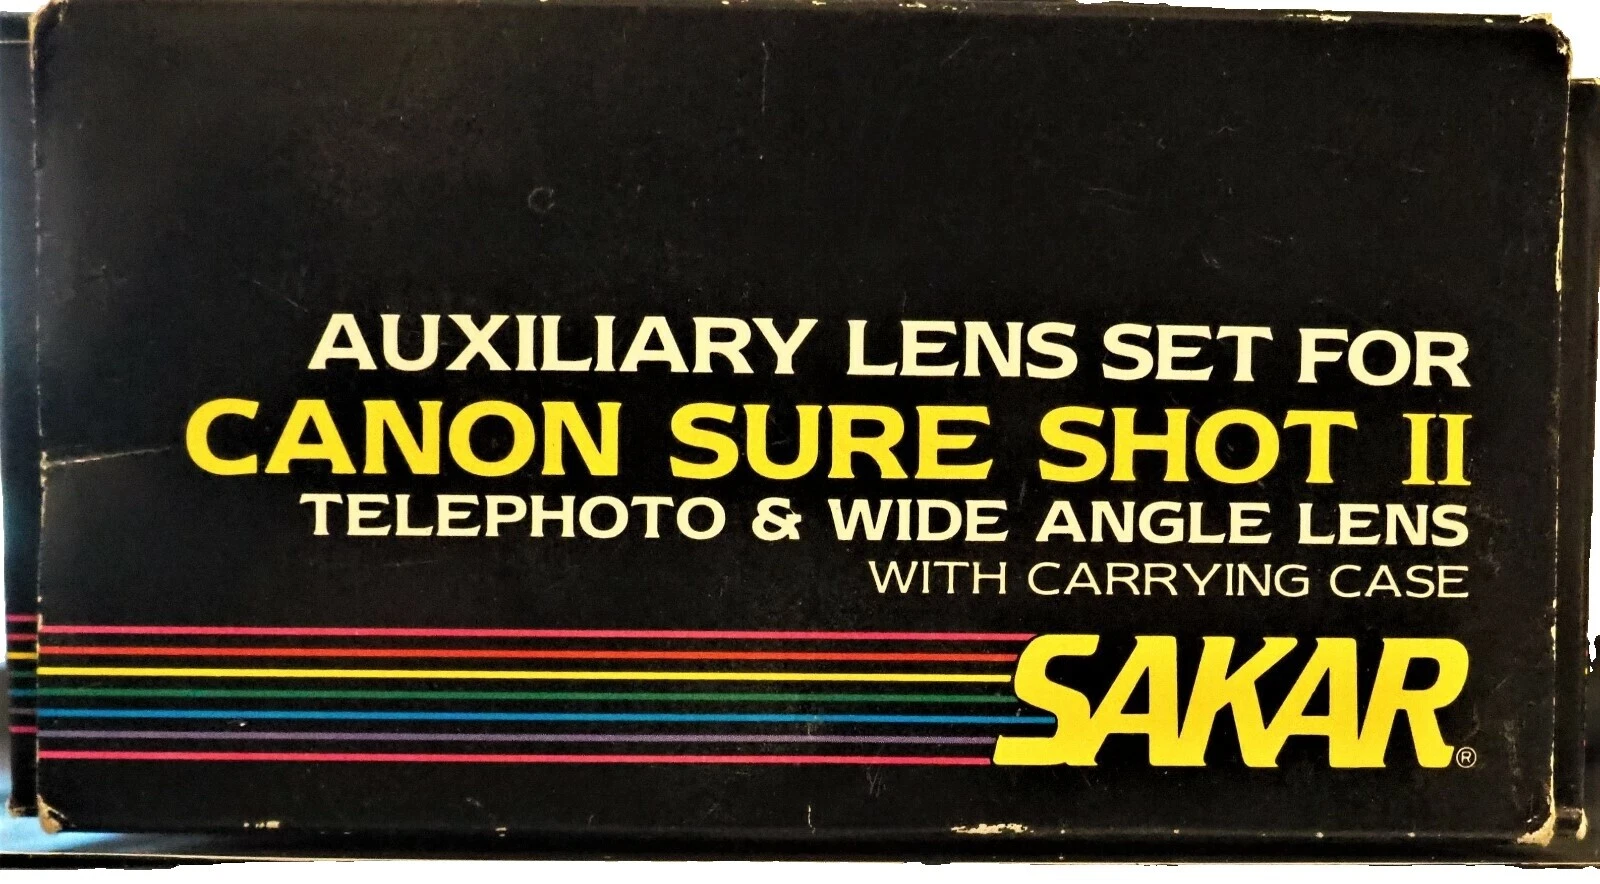 AUXILIARY LENS SET FOR
CANON SURE SHOT II
TELEPHOTO & WIDE ANGLE LENS
WITH CARRYING CASE
SAKAR®